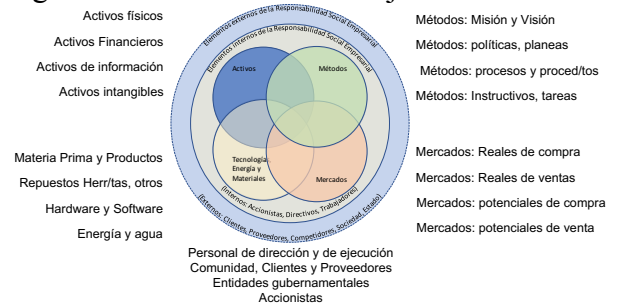 Activos físicos
Activos Financieros
Activos de información
Activos intangibles
Materia Prima y Productos
Repuestos Herr/tas, otros
Hardware y Software
Energía y agua
Elementos externos de la Responsabilidad Social Empresarial
Elementos Internos de la Responsabilidad Social Empresarial
Activos
Métodos
Tecnología,
Energía y
Materiales
Mercados
(Internos: Accionistas, Directivos, Trabajadores)
(Externos: Clientes, Proveedores, Competidores, Sociedad, Estado)
Métodos: Misión y Visión
Métodos: políticas, planeas
Métodos: procesos y proced/tos
Métodos: Instructivos, tareas
Mercados: Reales de compra
Mercados: Reales de ventas
Mercados: potenciales de compra
Mercados: potenciales de venta
Personal de dirección y de ejecución
Comunidad, Clientes y Proveedores
Entidades gubernamentales
Accionistas